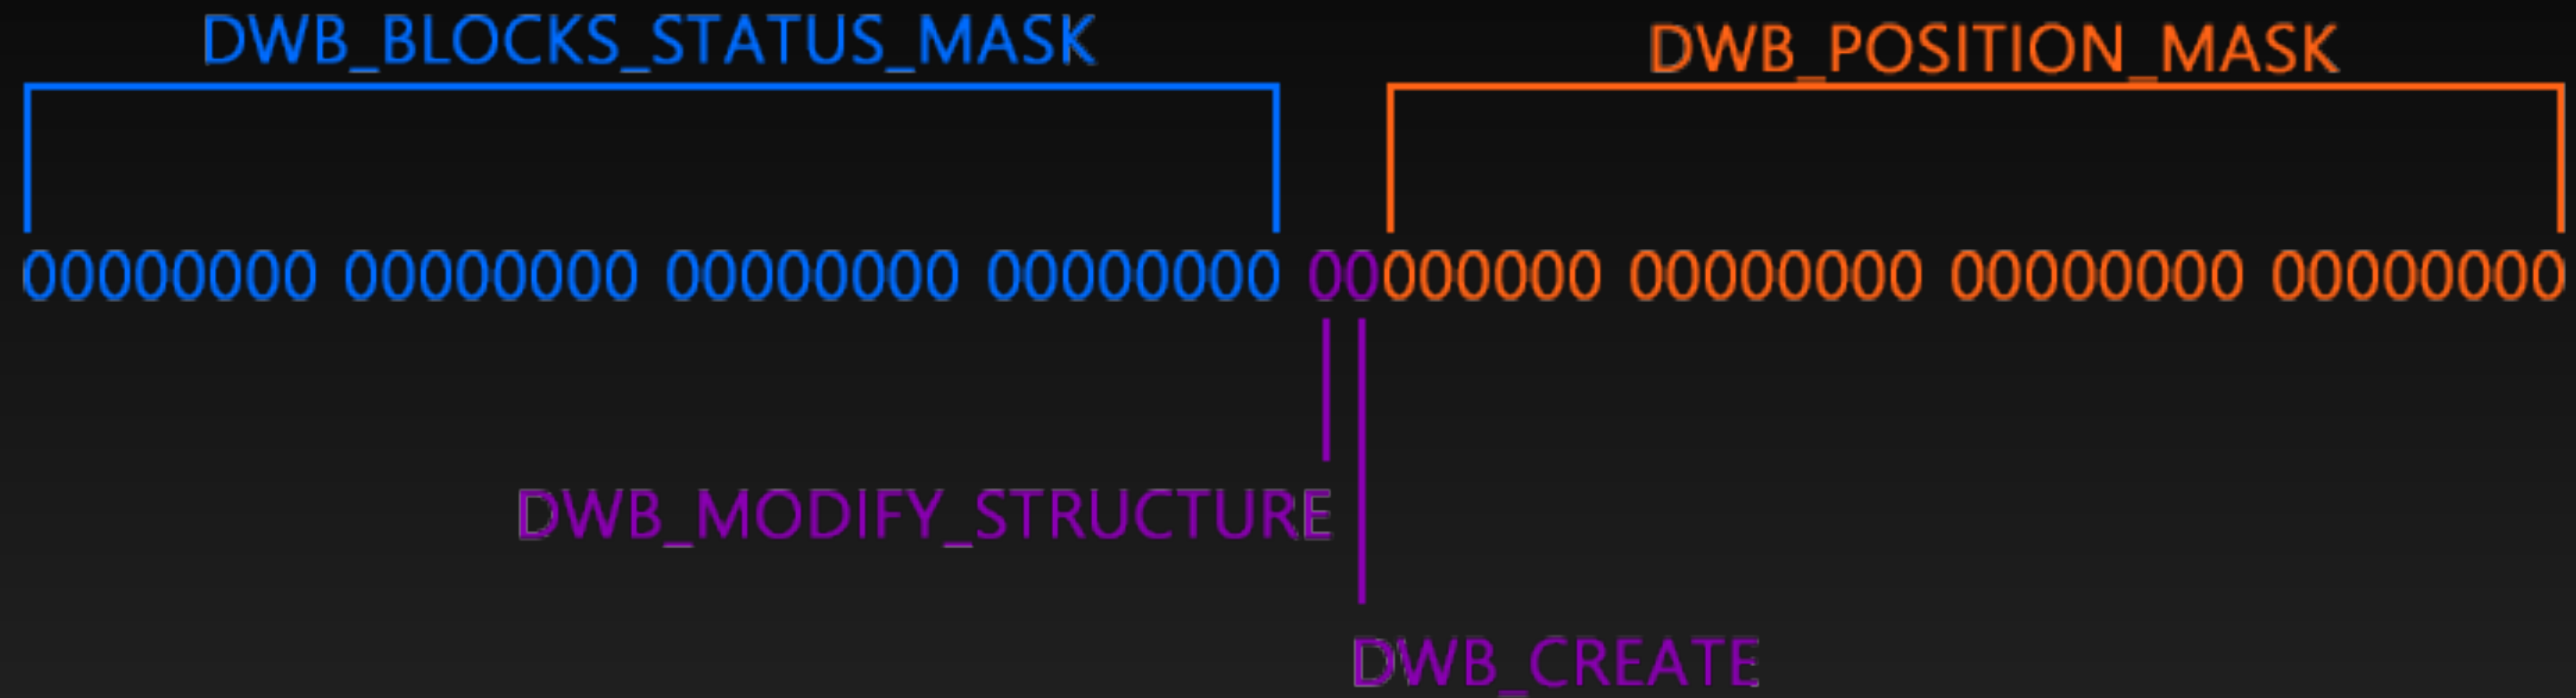 DWB_BLOCKS_STATUS_MASK DWB_POSITION_MASK
00000000 00000000 00000000 00000000 00000000 00000000 00000000 00000000
DWB_MODIFY_STRUCTURE
DWB_CREATE